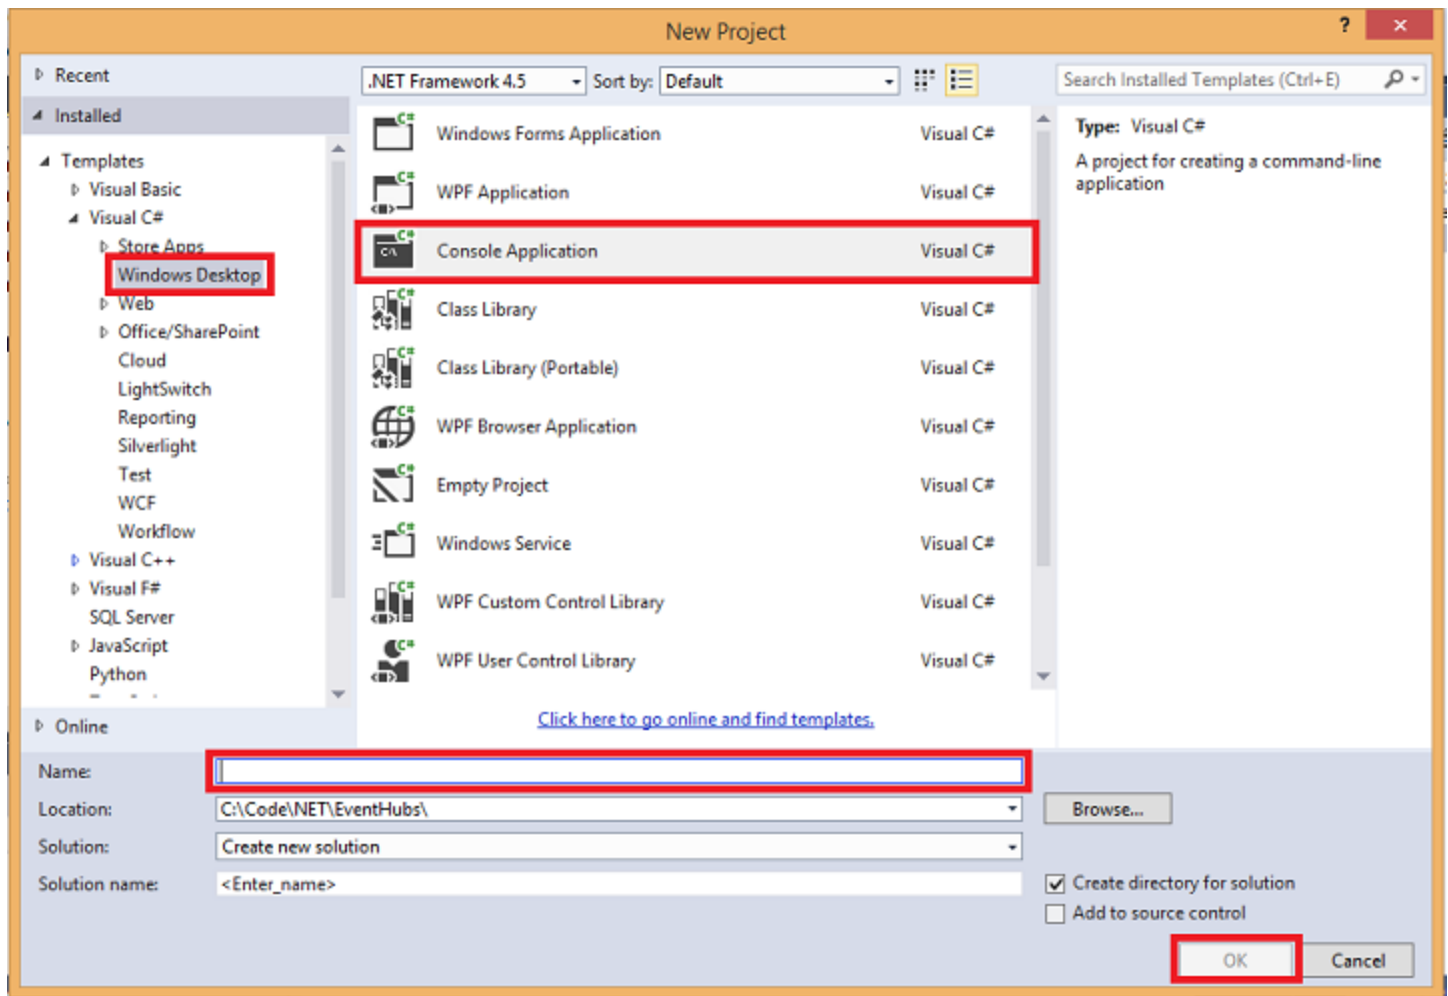 New Project
?
x
Recent
Installed
Templates
Visual Basic
Visual C#
Store Apps
Windows Desktop
Web
Office/SharePoint
Cloud
LightSwitch
Reporting
Silverlight
Test
WCF
Workflow
Visual C++
Visual F#
SQL Server
JavaScript
Python
Online
.NET Framework 4.5 Sort by: Default
Windows Forms Application Visual C#
WPF Application Visual C#
Console Application Visual C#
Class Library Visual C#
Class Library (Portable) Visual C#
WPF Browser Application Visual C#
Empty Project Visual C#
Windows Service Visual C#
WPF Custom Control Library Visual C#
WPF User Control Library Visual C#
Click here to go online and find templates.
Search Installed Templates (Ctrl+E)
Type: Visual C#
A project for creating a command-line
application
Name:
Location: C:\Code\NET\EventHubs\ Browse...
Solution: Create new solution
Solution name: <Enter_name>
Create directory for solution
Add to source control
OK Cancel